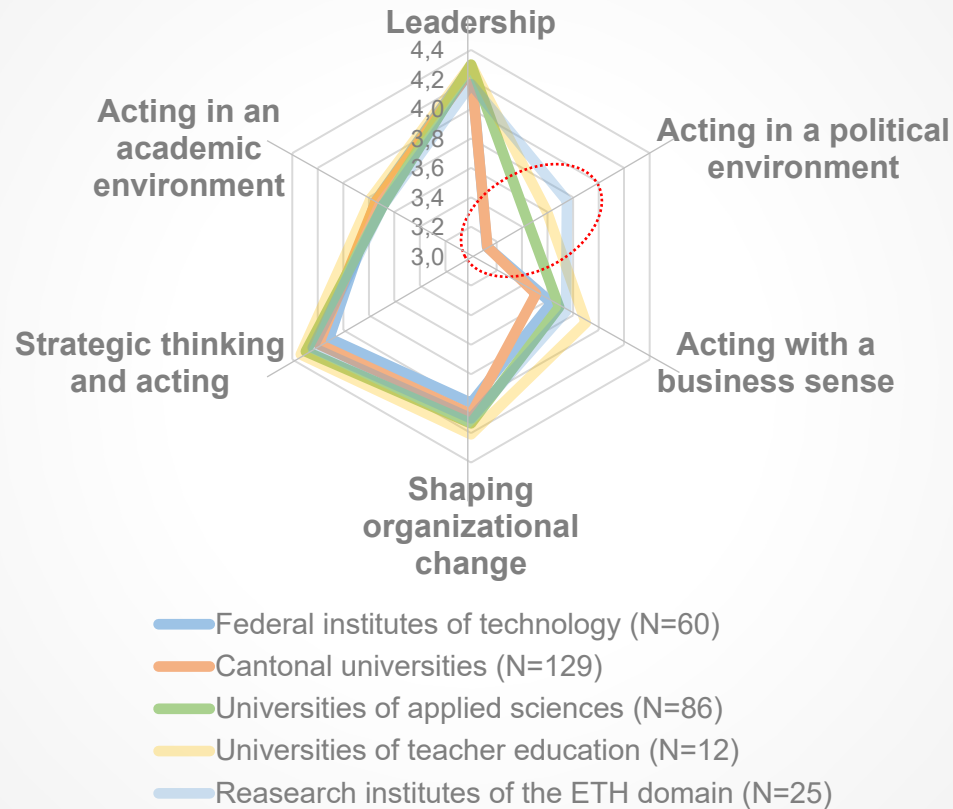 Leadership
4,4
4,2
4,0
3,8
3,6
3,4
3,2
3,0
Acting in a political
environment
Acting with a
business sense
Shaping
organizational
change
Strategic thinking
and acting
Acting in an
academic
environment
Federal institutes of technology (N=60)
Cantonal universities (N=129)
Universities of applied sciences (N=86)
Universities of teacher education (N=12)
Reasearch institutes of the ETH domain (N=25)